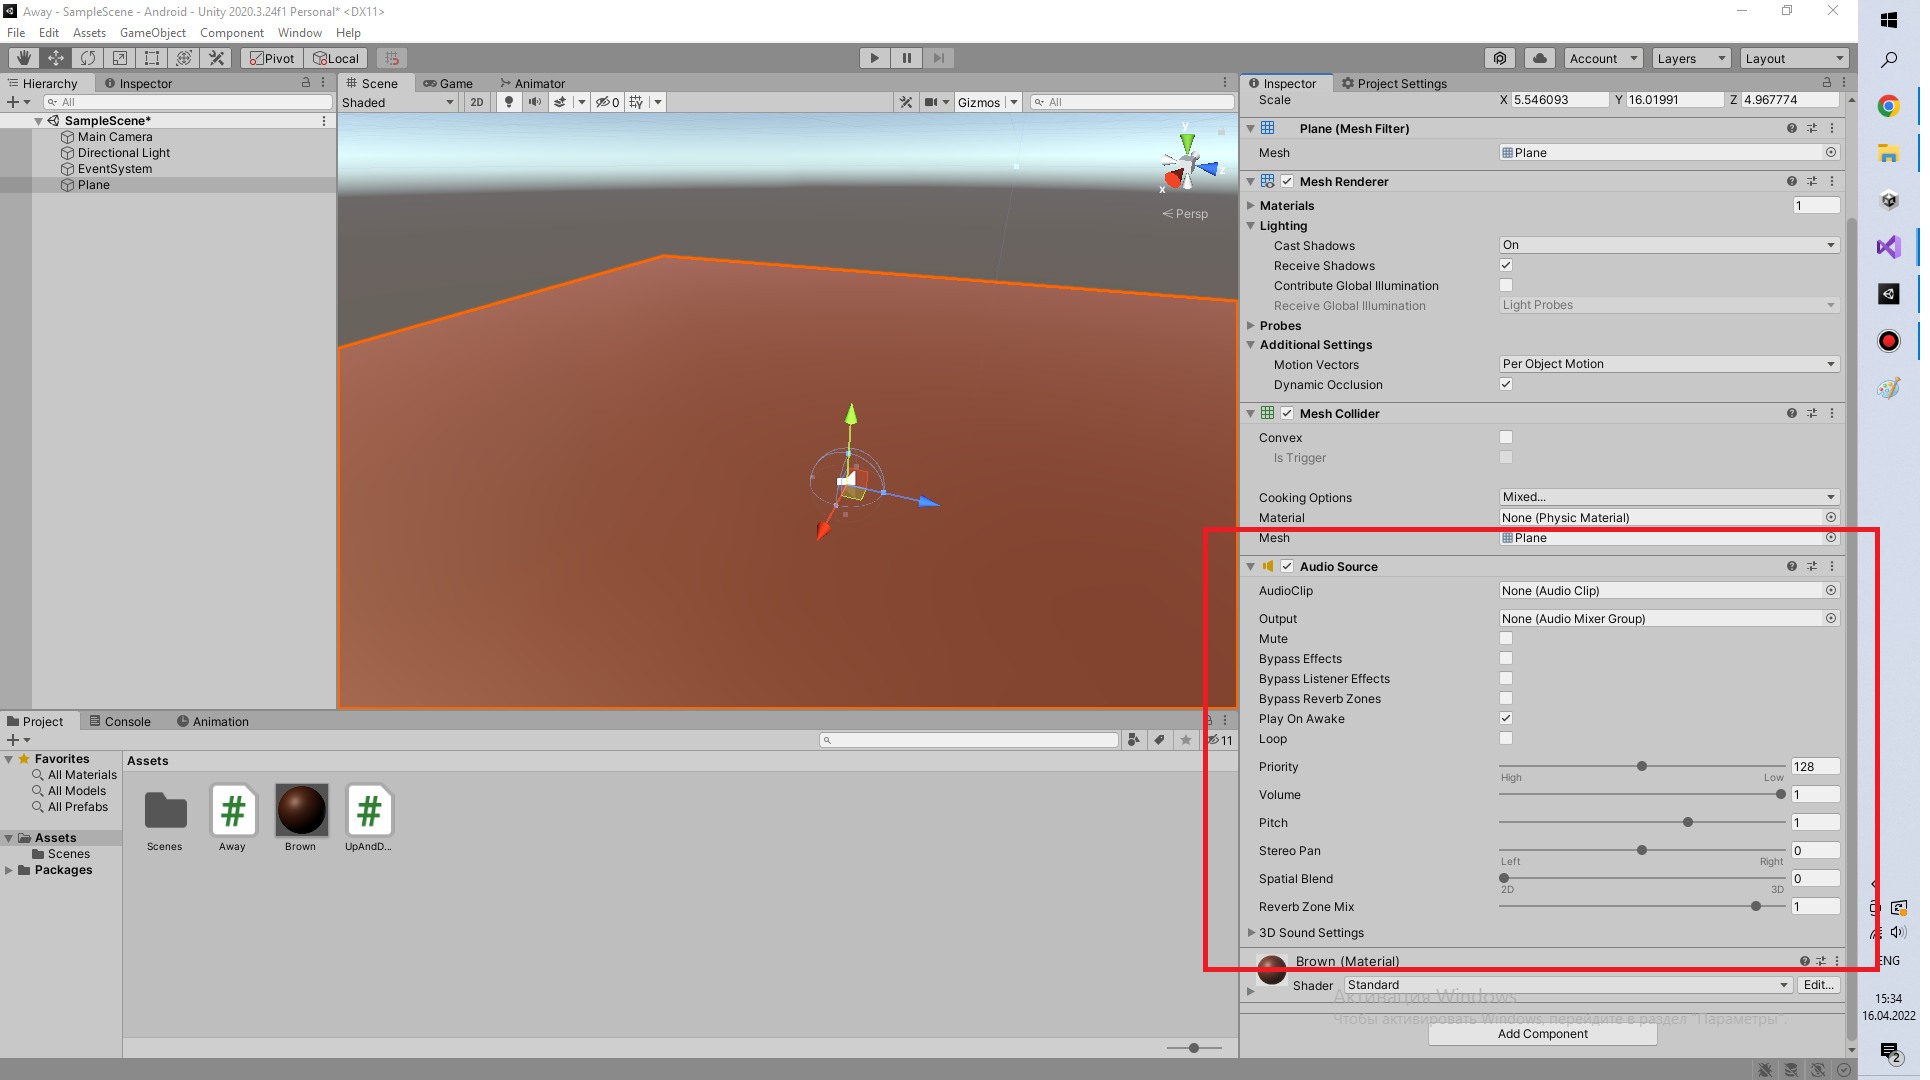 Away - SampleScene - Android - Unity 2020.3.24f1 Personal* <DX11>
File Edit Assets GameObject Component Window Help
Pivot Local Account Layers Layout
Hierarchy Inspector
All
SampleScene*
Main Camera
Directional Light
EventSystem
Plane
Scene Game Animator
Shaded 2D 0 Gizmos All
y
z
x
Persp
Inspector Project Settings
Scale X 5.546093 Y 16.01991 Z 4.967774
Plane (Mesh Filter)
Mesh Plane
Mesh Renderer
Materials 1
Lighting
Cast Shadows On
Receive Shadows
Contribute Global Illumination
Receive Global Illumination Light Probes
Probes
Additional Settings
Motion Vectors Per Object Motion
Dynamic Occlusion
Mesh Collider
Convex
Is Trigger
Cooking Options Mixed...
Material None (Physic Material)
Mesh Plane
Audio Source
AudioClip None (Audio Clip)
Output None (Audio Mixer Group)
Mute
Bypass Effects
Bypass Listener Effects
Bypass Reverb Zones
Play On Awake
Loop
Priority 128
High Low
Volume 1
Pitch 1
Stereo Pan 0
Left Right
Spatial Blend 0
2D 3D
Reverb Zone Mix 1
3D Sound Settings
Brown (Material)
Shader Standard Edit...
Активация Windows
Чтобы активировать Windows, перейдите в раздел "Параметры".
Add Component
Project Console Animation
11
Favorites
All Materials
All Models
All Prefabs
Assets
Scenes
Packages
Assets
Scenes Away Brown UpAndD...
ENG
15:34
16.04.2022
2